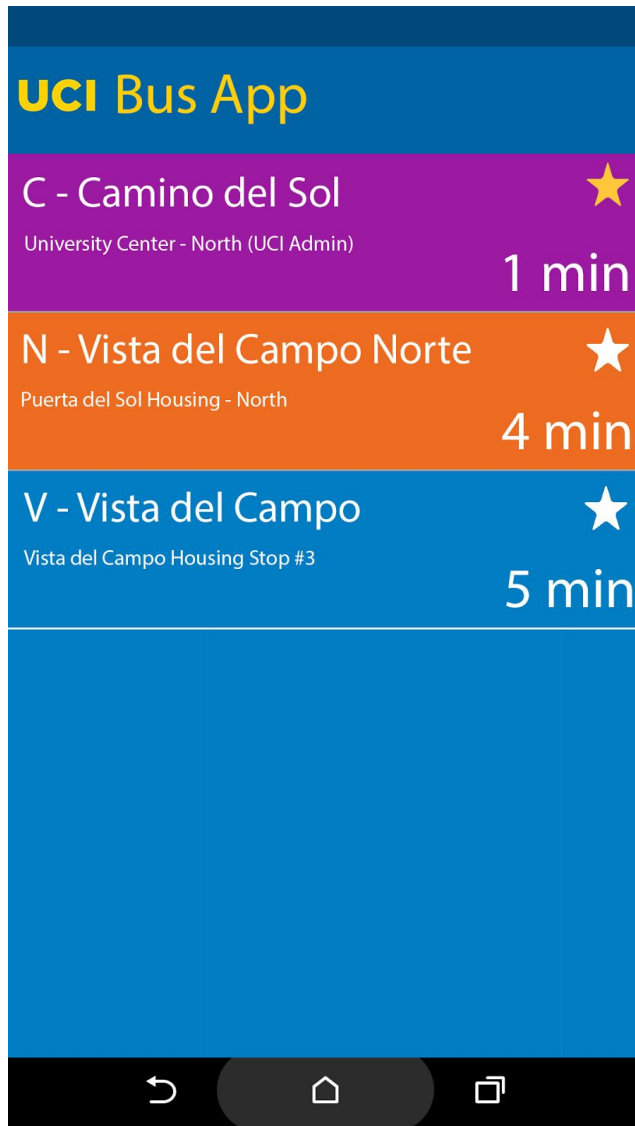 UCI Bus App
C - Camino del Sol
University Center - North (UCI Admin)
1 min
N - Vista del Campo Norte
Puerta del Sol Housing - North
4 min
V - Vista del Campo
Vista del Campo Housing Stop #3
5 min